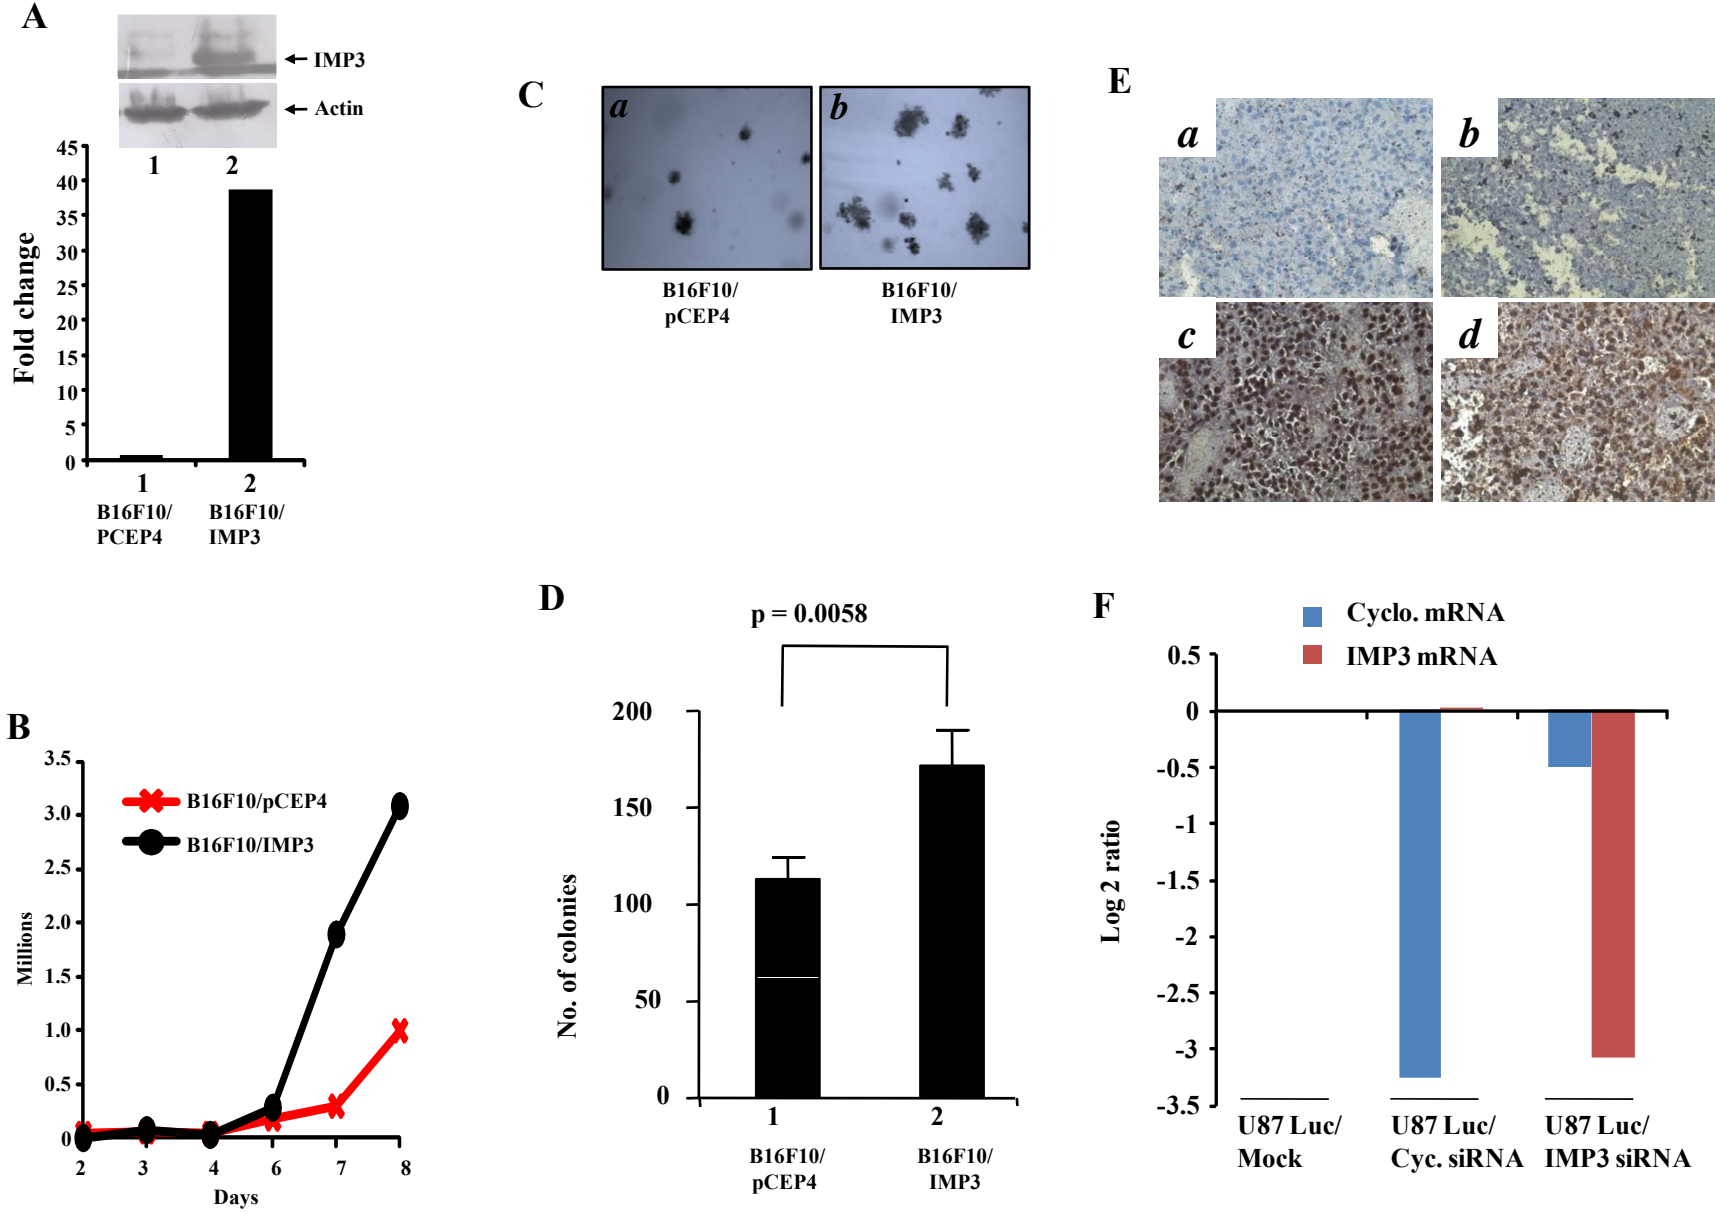 A
IMP3
Actin
1 2
45
40
35
30
25
20
15
10
5
0
Fold change
1 2
B16F10/ B16F10/
PCEP4 IMP3
B
3.5
3.0
2.5
2.0
1.5
1.0
0.5
0
Millions
B16F10/pCEP4
B16F10/IMP3
2 3 4 6 7 8
Days
C
a b
B16F10/ B16F10/
pCEP4 IMP3
D
p = 0.0058
200
150
100
50
0
No. of colonies
1 2
B16F10/ B16F10/
pCEP4 IMP3
E
a b
c d
F
Cyclo. mRNA
IMP3 mRNA
0.5
0
-0.5
-1
-1.5
-2
-2.5
-3
-3.5
Log 2 ratio
U87 Luc/ U87 Luc/ U87 Luc/
Mock Cyc. siRNA IMP3 siRNA